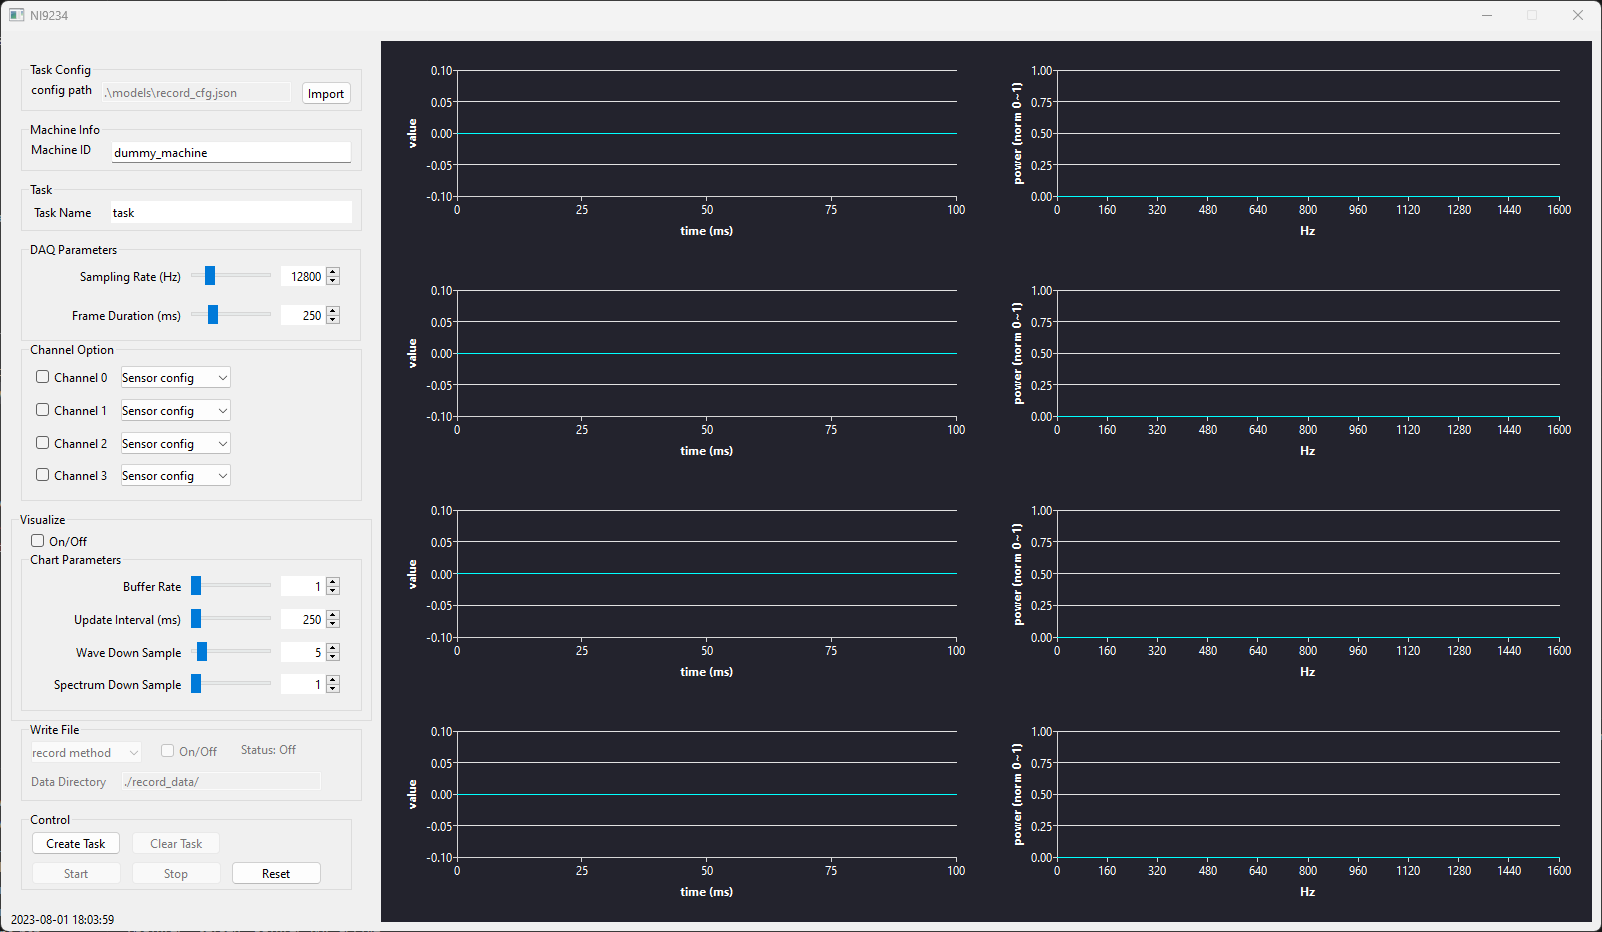 NI9234
Task Config
config path .\models\record_cfg.json Import
Machine Info
Machine ID dummy_machine
Task
Task Name task
DAQ Parameters
Sampling Rate (Hz) 12800
Frame Duration (ms) 250
Channel Option
Channel 0 Sensor config
Channel 1 Sensor config
Channel 2 Sensor config
Channel 3 Sensor config
Visualize
On/Off
Chart Parameters
Buffer Rate 1
Update Interval (ms) 250
Wave Down Sample 5
Spectrum Down Sample 1
Write File
record method On/Off Status: Off
Data Directory ./record_data/
Control
Create Task Clear Task
Start Stop Reset
2023-08-01 18:03:59
value
0.10
0.05
0.00
-0.05
-0.10
0 25 50 75 100
time (ms)
power (norm 0~1)
1.00
0.75
0.50
0.25
0.00
0 160 320 480 640 800 960 1120 1280 1440 1600
Hz
value
0.10
0.05
0.00
-0.05
-0.10
0 25 50 75 100
time (ms)
power (norm 0~1)
1.00
0.75
0.50
0.25
0.00
0 160 320 480 640 800 960 1120 1280 1440 1600
Hz
value
0.10
0.05
0.00
-0.05
-0.10
0 25 50 75 100
time (ms)
power (norm 0~1)
1.00
0.75
0.50
0.25
0.00
0 160 320 480 640 800 960 1120 1280 1440 1600
Hz
value
0.10
0.05
0.00
-0.05
-0.10
0 25 50 75 100
time (ms)
power (norm 0~1)
1.00
0.75
0.50
0.25
0.00
0 160 320 480 640 800 960 1120 1280 1440 1600
Hz